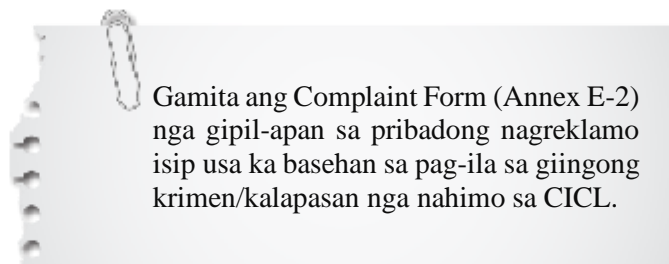 Gamita ang Complaint Form (Annex E-2)
nga gipil-apan sa pribadong nagreklamo
isip usa ka basehan sa pag-ila sa giingong
krimen/kalapasan nga nahimo sa CICL.